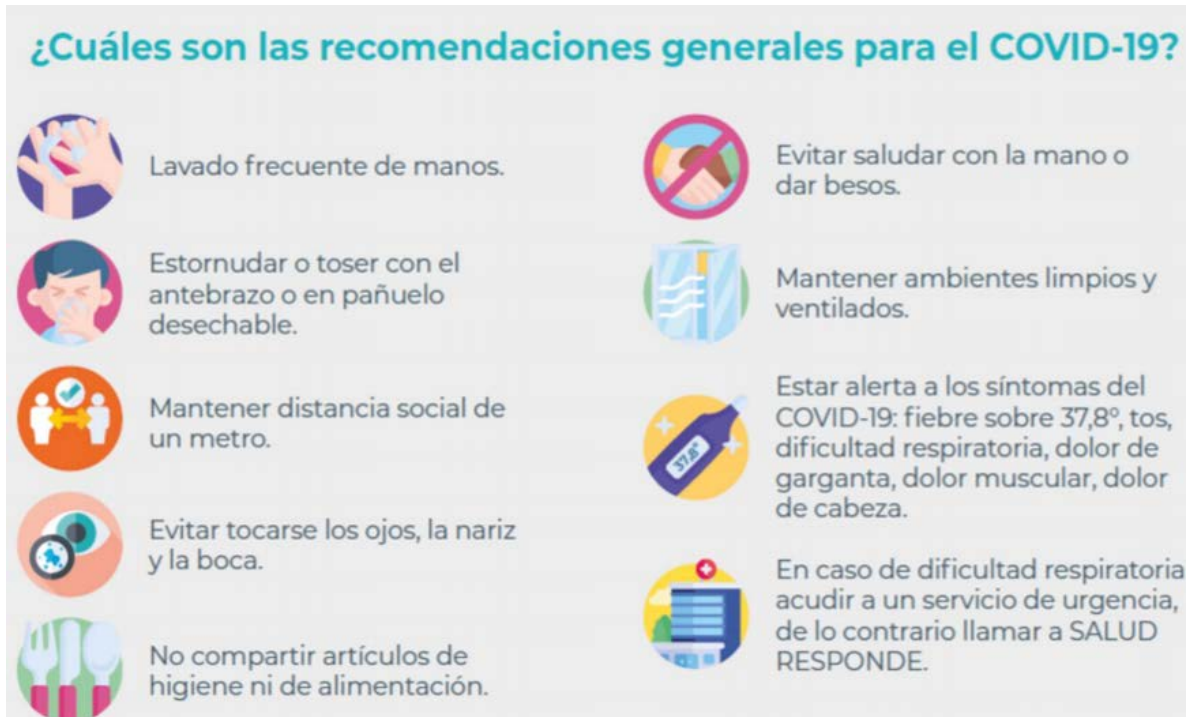 ¿Cuáles son las recomendaciones generales para el COVID-19?
Lavado frecuente de manos.
Estornudar o toser con el
antebrazo o en pañuelo
desechable.
Mantener distancia social de
un metro.
Evitar tocarse los ojos, la nariz
y la boca.
No compartir artículos de
higiene ni de alimentación.
Evitar saludar con la mano o
dar besos.
Mantener ambientes limpios y
ventilados.
37,8°
Estar alerta a los síntomas del
COVID-19: fiebre sobre 37,8°, tos,
dificultad respiratoria, dolor de
garganta, dolor muscular, dolor
de cabeza.
En caso de dificultad respiratoria
acudir a un servicio de urgencia,
de lo contrario llamar a SALUD
RESPONDE.